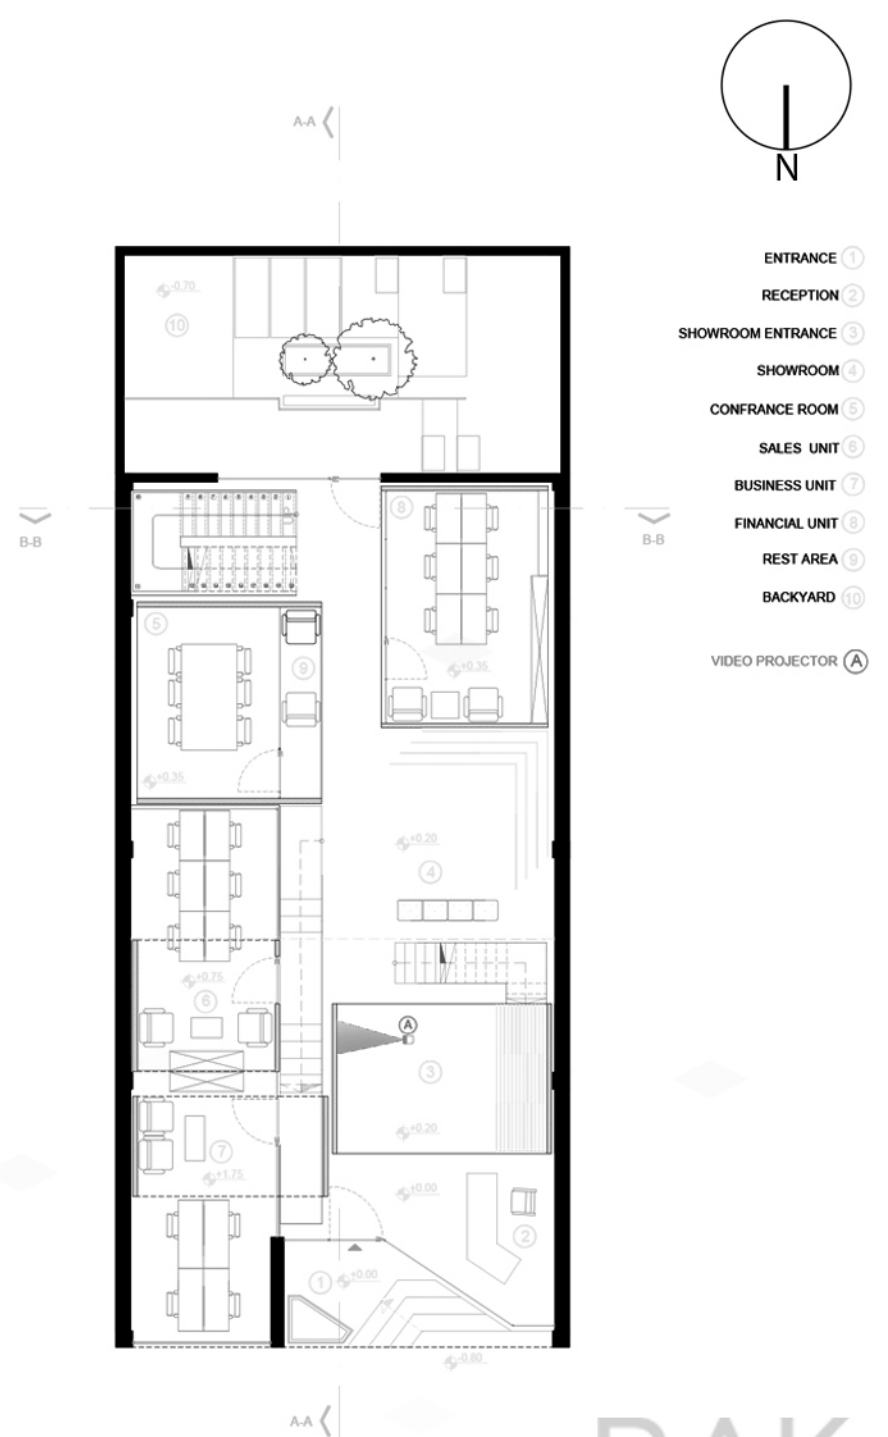 N
A-A
ENTRANCE 1
RECEPTION 2
SHOWROOM ENTRANCE 3
SHOWROOM 4
CONFRANCE ROOM 5
SALES UNIT 6
BUSINESS UNIT 7
FINANCIAL UNIT 8
REST AREA 9
BACKYARD 10
VIDEO PROJECTOR A
-0.70
10
UP
8
B-B
B-B
5
9
+0.35
+0.35
+0.20
4
+0.75
6
A
3
+0.20
7
+1.75
+0.00
2
1
+0.00
-0.80
A-A